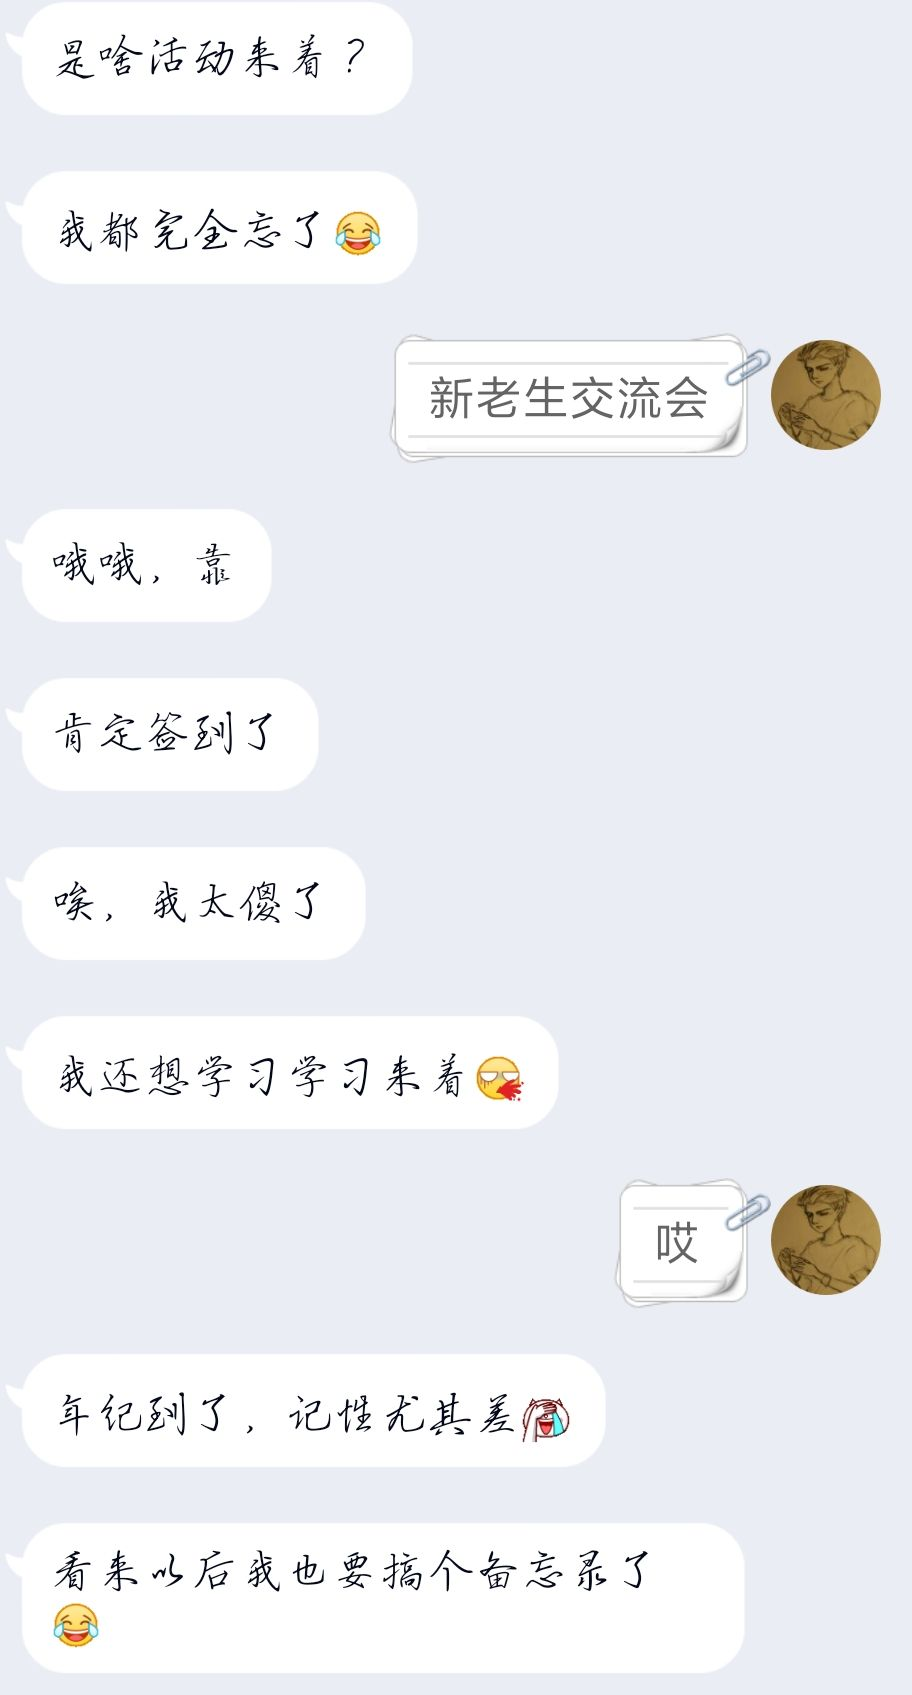 是啥活动来着？
我都完全忘了😂
新老生交流会
哦哦，靠
肯定签到了
唉，我太傻了
我还想学习学习来着
哎
年纪到了，记性尤其差
看来以后我也要搞个备忘录了
😂